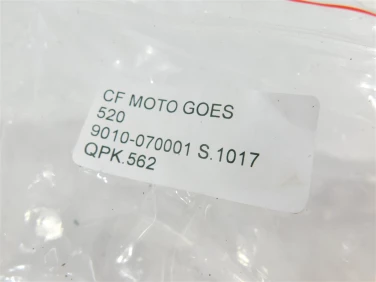 CF MOTO GOES
520
9010-070001 S.1017
QPK.562